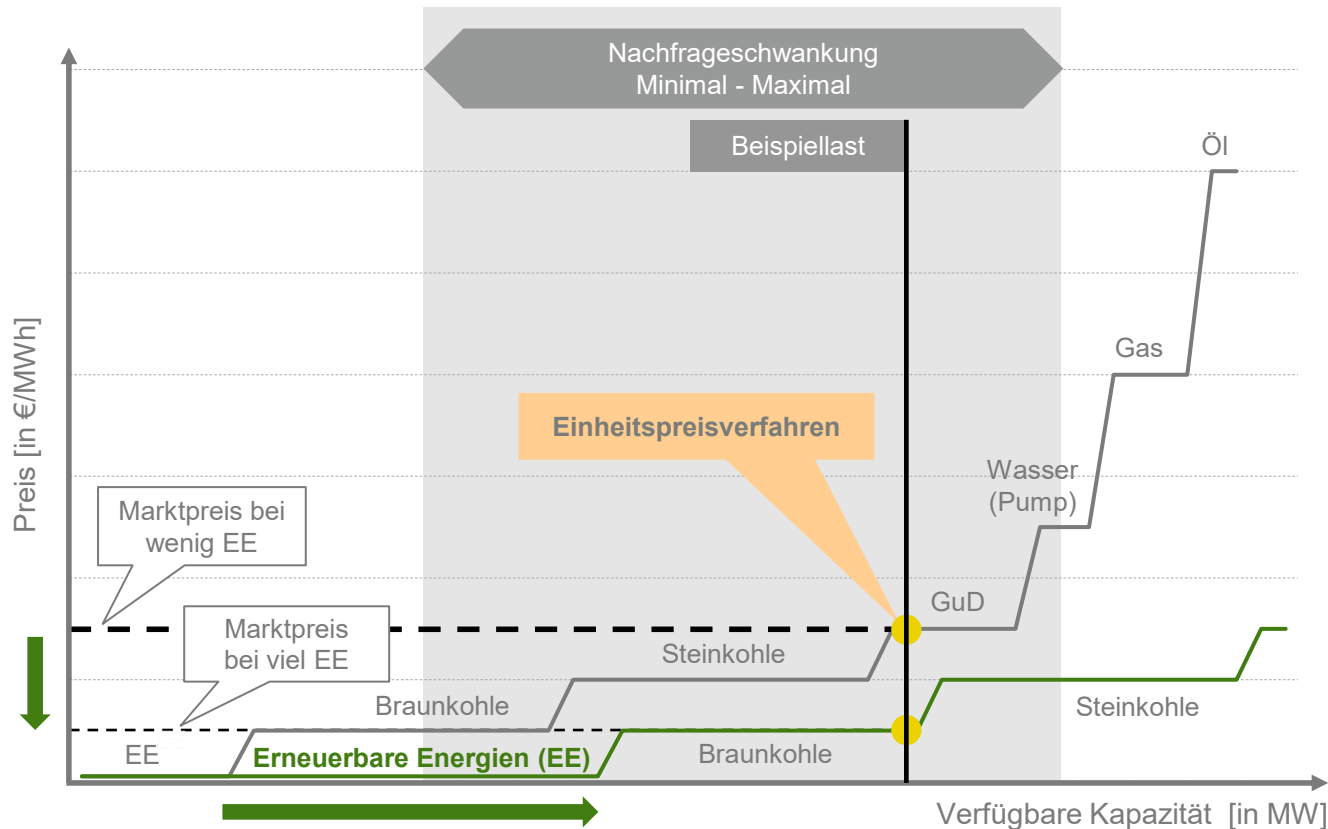 Nachfrageschwankung
Minimal - Maximal
Beispiellast
Öl
Gas
Einheitspreisverfahren
Wasser
(Pump)
Preis [in €/MWh]
Marktpreis bei
wenig EE
GuD
Marktpreis
bei viel EE
Steinkohle
Braunkohle
Steinkohle
EE
Erneuerbare Energien (EE)
Braunkohle
Verfügbare Kapazität [in MW]